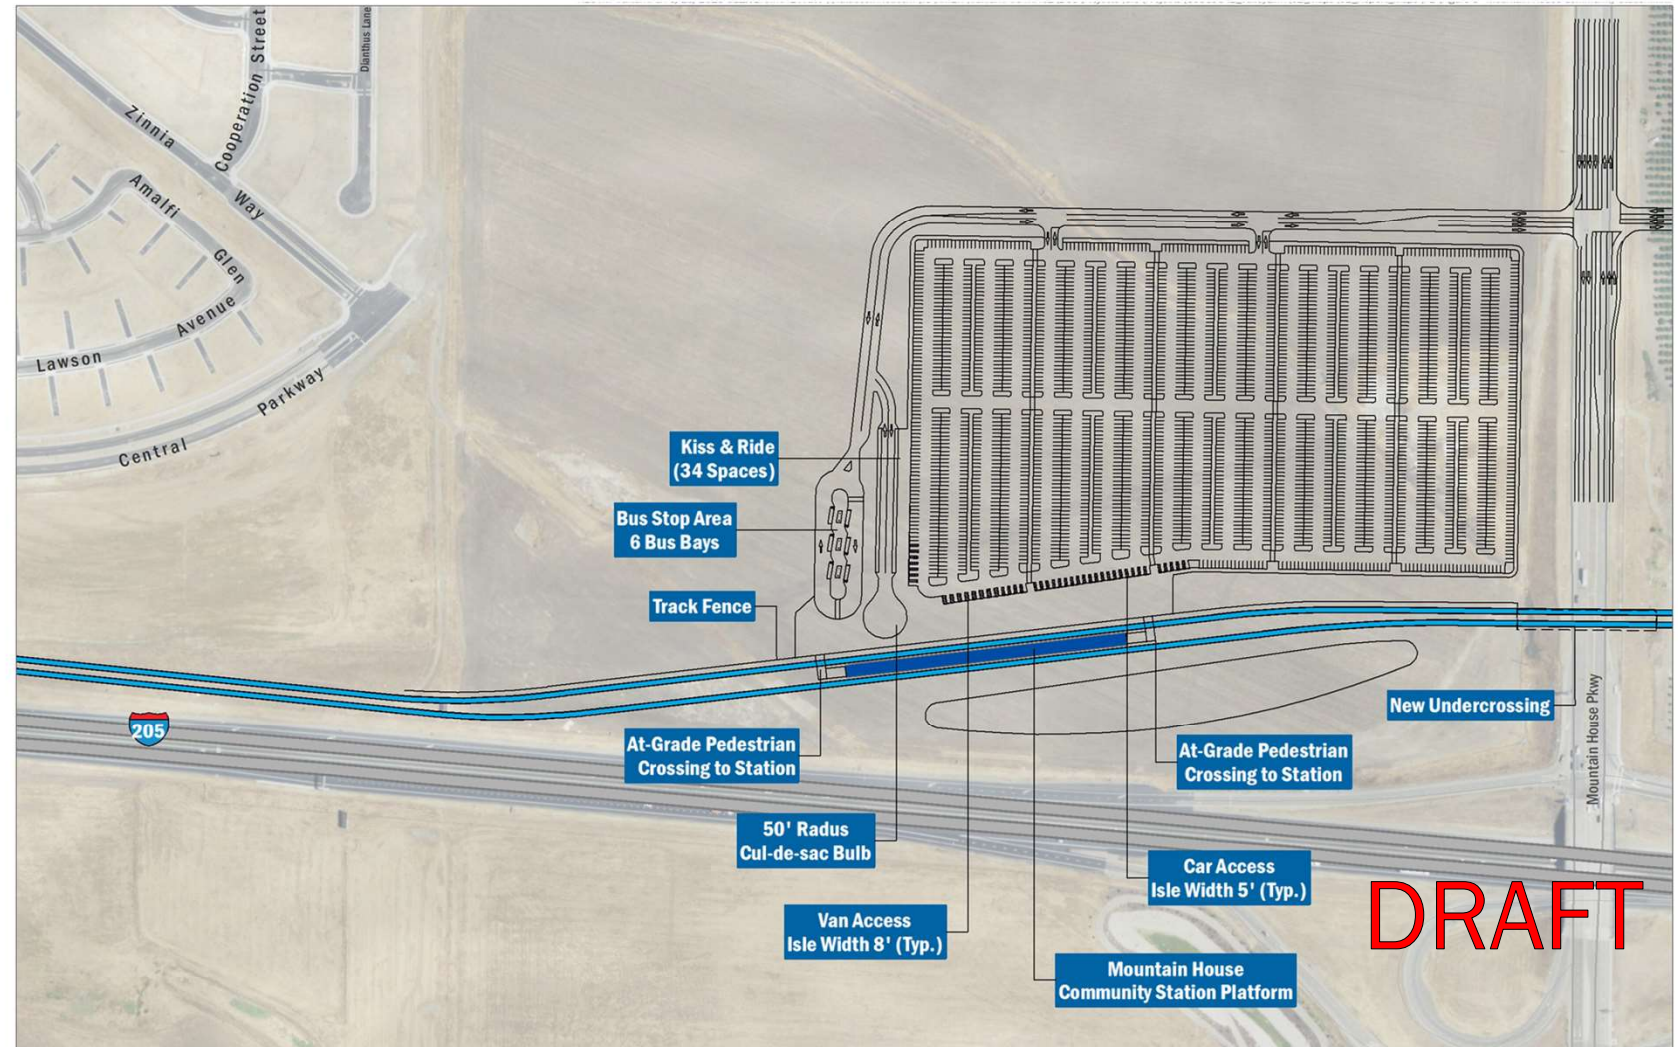 Zinnia
Cooperation Street
Dianthus Lane
Way
Amalfi
Glen
Avenue
Lawson
Parkway
Central
Kiss & Ride
(34 Spaces)
Bus Stop Area
6 Bus Bays
Track Fence
205
At-Grade Pedestrian
Crossing to Station
50' Radus
Cul-de-sac Bulb
Van Access
Isle Width 8' (Typ.)
Mountain House
Community Station Platform
Car Access
Isle Width 5' (Typ.)
At-Grade Pedestrian
Crossing to Station
New Undercrossing
Mountain House Pkwy
DRAFT